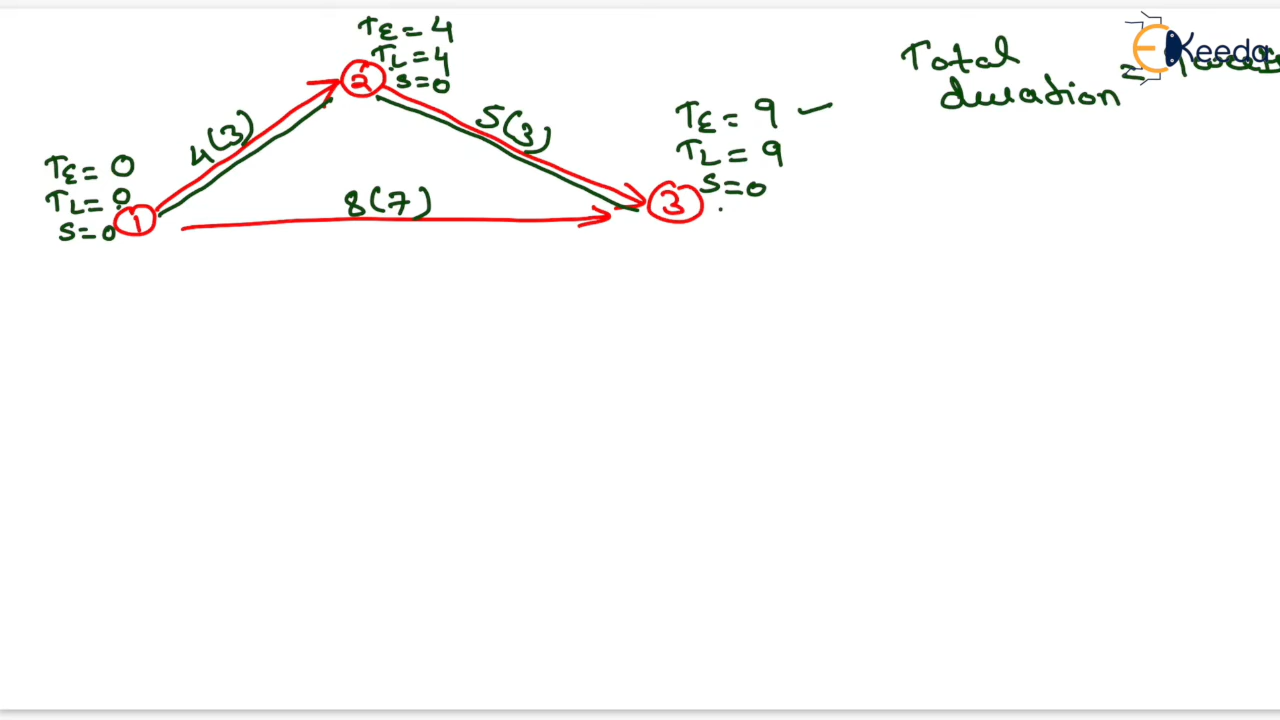 TE = 4
TL = 4
S=0
2
4(3)
5(3)
TE = 0
TL= 0
S=0
1
8(7)
TE = 9
TL = 9
S=0
3
Total
duration =
Ekeeda